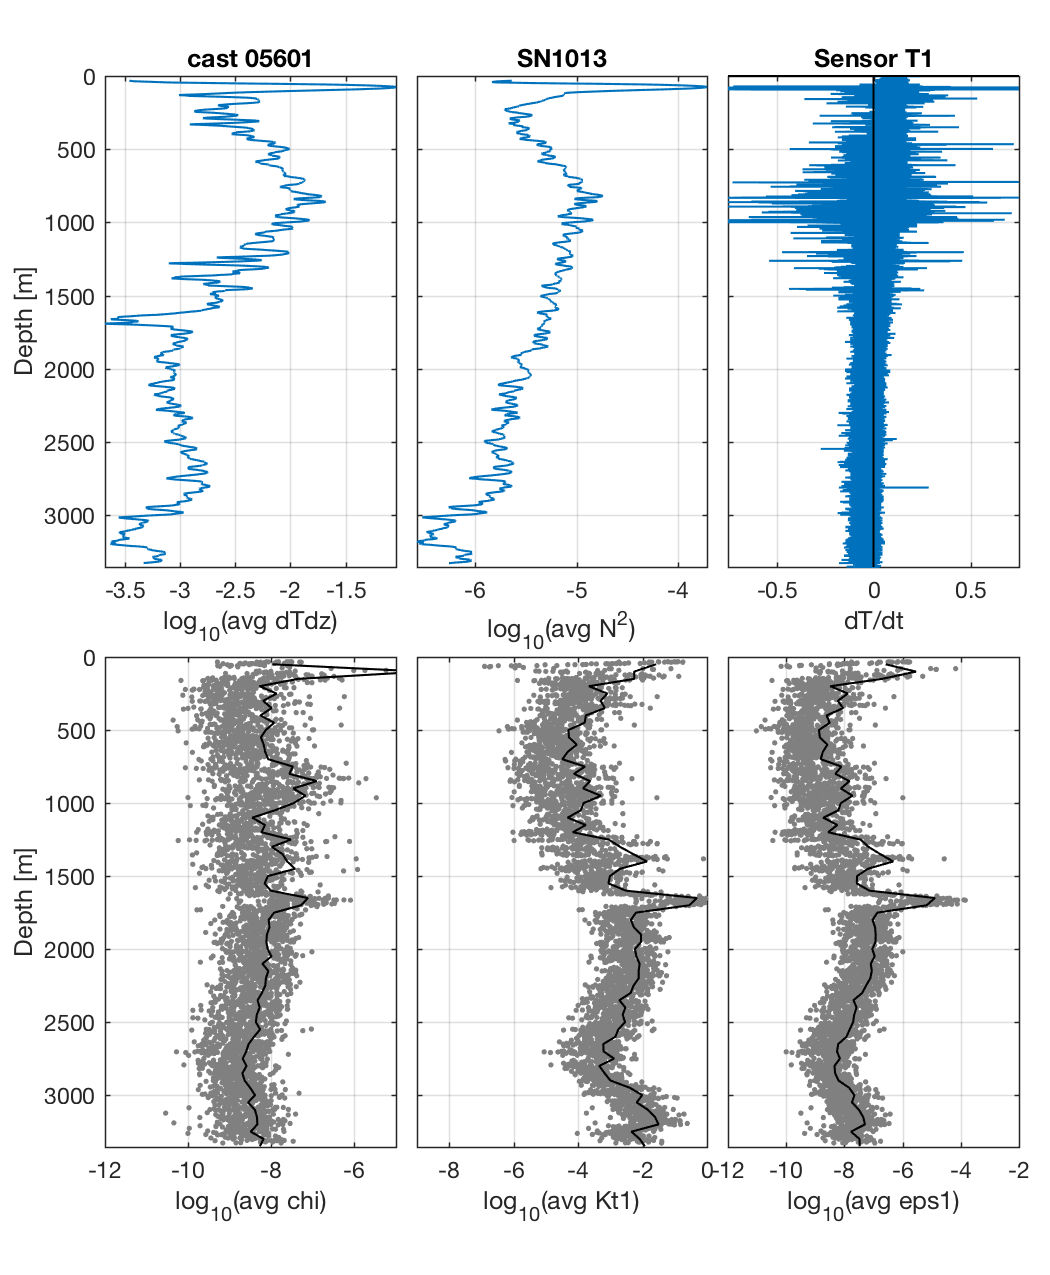 cast 05601 SN1013 Sensor T1
0
500
1000
1500
2000
2500
3000
Depth [m]
-3.5 -3 -2.5 -2 -1.5
log10(avg dTdz)
-6 -5 -4
log10(avg N2)
-0.5 0 0.5
dT/dt
0
500
1000
1500
2000
2500
3000
Depth [m]
-12 -10 -8 -6
log10(avg chi)
-8 -6 -4 -2 0
log10(avg Kt1)
-12 -10 -8 -6 -4 -2
log10(avg eps1)